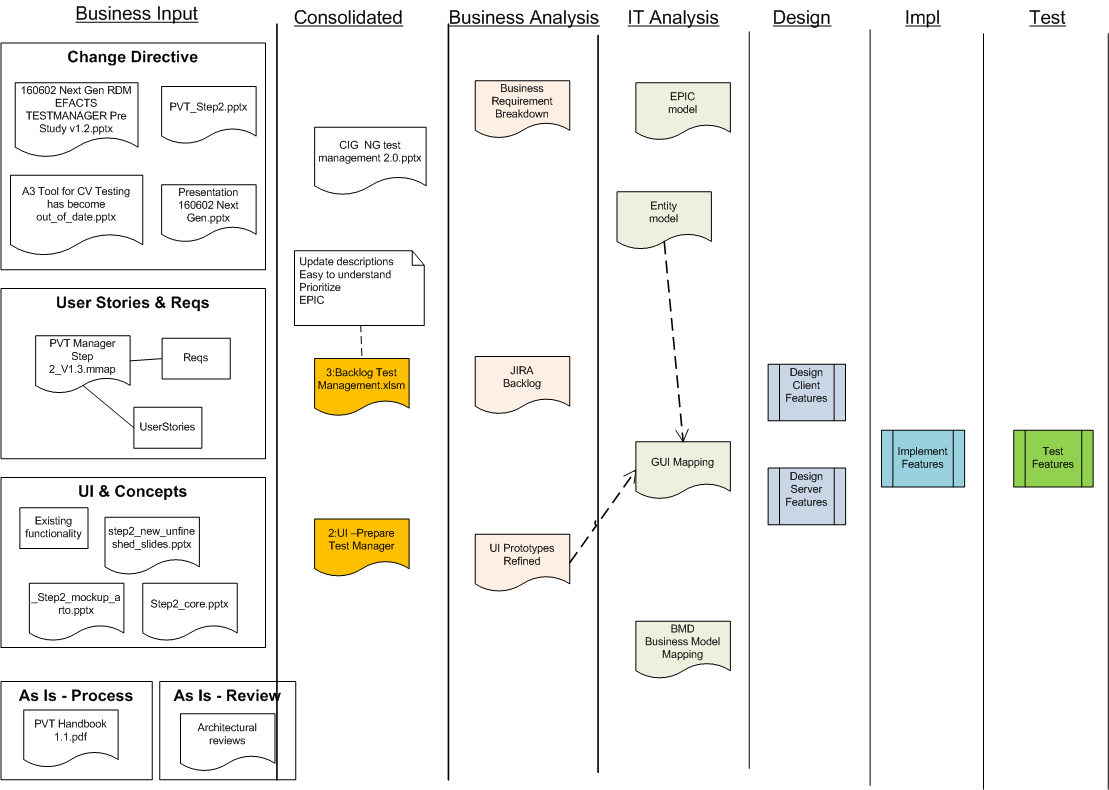 Business Input
Consolidated
Business Analysis
IT Analysis
Design
Impl
Test
Change Directive
160602 Next Gen RDM
EFACTS
TESTMANAGER Pre
Study v1.2.pptx
PVT_Step2.pptx
A3 Tool for CV Testing
has become
out_of_date.pptx
Presentation
160602 Next
Gen.pptx
User Stories & Reqs
PVT Manager
Step
2_V1.3.mmap
Reqs
UserStories
UI & Concepts
Existing
functionality
step2_new_unfine
shed_slides.pptx
_Step2_mockup_a
rto.pptx
Step2_core.pptx
As Is - Process
PVT Handbook
1.1.pdf
As Is - Review
Architectural
reviews
CIG  NG test
management 2.0.pptx
Update descriptions
Easy to understand
Prioritize
EPIC
3:Backlog Test
Management.xlsm
2:UI –Prepare
Test Manager
Business
Requirement
Breakdown
JIRA
Backlog
UI Prototypes
Refined
EPIC
model
Entity
model
GUI Mapping
BMD
Business Model
Mapping
Design
Client
Features
Design
Server
Features
Implement
Features
Test
Features